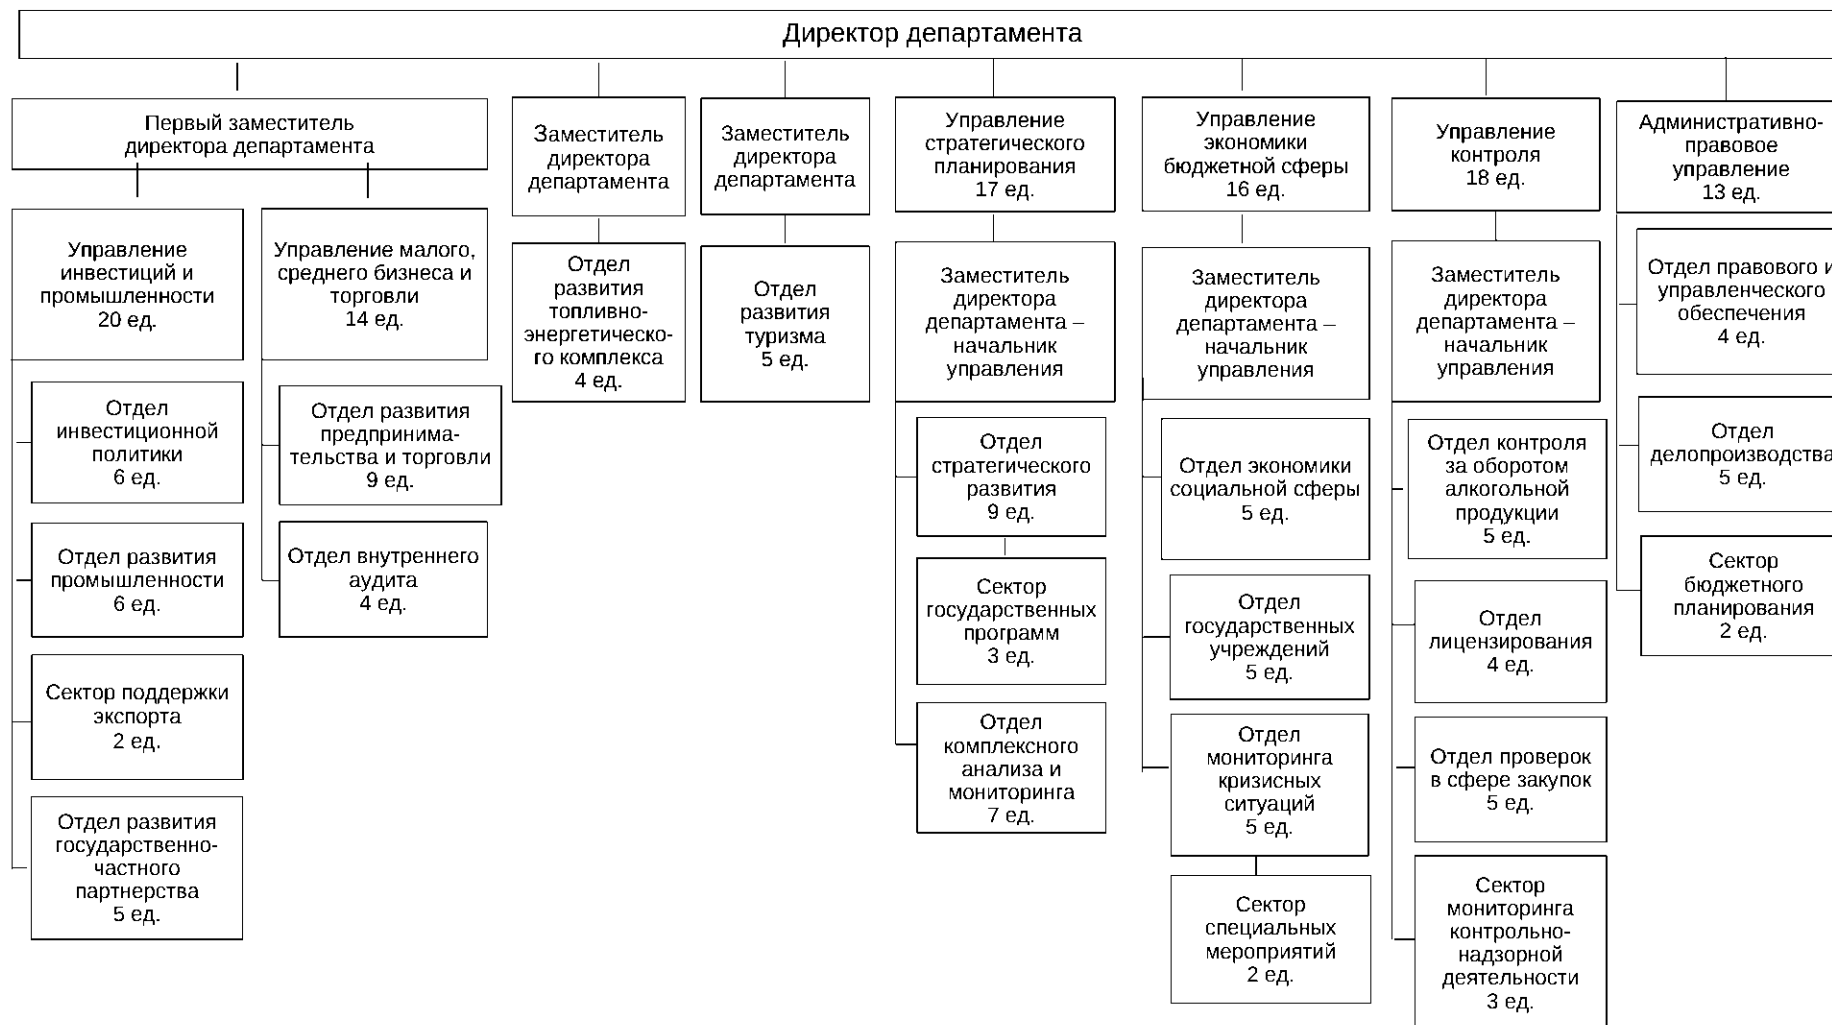 Директор департамента
Первый заместитель
директора департамента
Управление
инвестиций и
промышленности
20 ед.
Отдел
инвестиционной
политики
6 ед.
Отдел развития
промышленности
6 ед.
Сектор поддержки
экспорта
2 ед.
Отдел развития
государственно-
частного
партнерства
5 ед.
Управление малого,
среднего бизнеса и
торговли
14 ед.
Отдел развития
предпринима-
тельства и торговли
9 ед.
Отдел внутреннего
аудита
4 ед.
Заместитель
директора
департамента
Отдел
развития
топливно-
энергетическо-
го комплекса
4 ед.
Заместитель
директора
департамента
Отдел
развития
туризма
5 ед.
Управление
стратегического
планирования
17 ед.
Заместитель
директора
департамента –
начальник
управления
Отдел
стратегического
развития
9 ед.
Сектор
государственных
программ
3 ед.
Отдел
комплексного
анализа и
мониторинга
7 ед.
Управление
экономики
бюджетной сферы
16 ед.
Заместитель
директора
департамента –
начальник
управления
Отдел экономики
социальной сферы
5 ед.
Отдел
государственных
учреждений
5 ед.
Отдел
мониторинга
кризисных
ситуаций
5 ед.
Сектор
специальных
мероприятий
2 ед.
Управление
контроля
18 ед.
Заместитель
директора
департамента –
начальник
управления
Отдел контроля
за оборотом
алкогольной
продукции
5 ед.
Отдел
лицензирования
4 ед.
Отдел проверок
в сфере закупок
5 ед.
Сектор
мониторинга
контрольно-
надзорной
деятельности
3 ед.
Административно-
правовое
управление
13 ед.
Отдел правового и
управленческого
обеспечения
4 ед.
Отдел
делопроизводства
5 ед.
Сектор
бюджетного
планирования
2 ед.